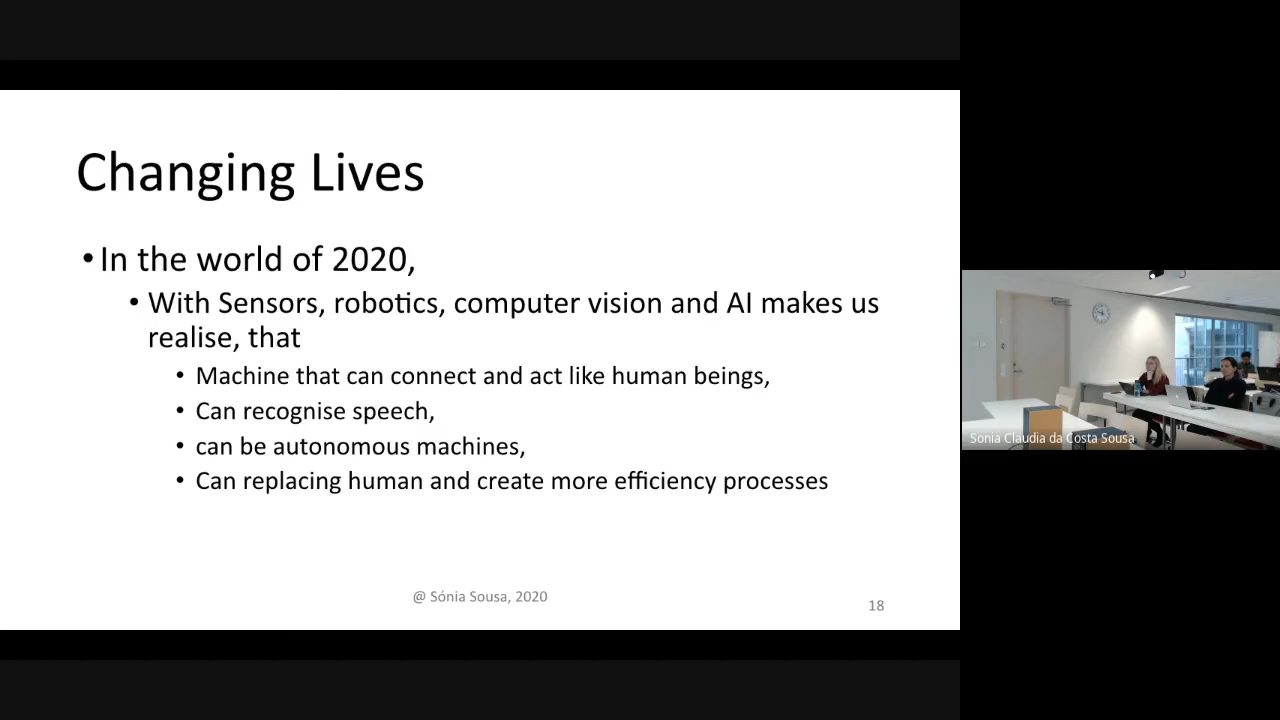 Changing Lives
• In the world of 2020,
• With Sensors, robotics, computer vision and AI makes us
realise, that
• Machine that can connect and act like human beings,
• Can recognise speech,
• can be autonomous machines,
• Can replacing human and create more efficiency processes
@ Sónia Sousa, 2020
18
Sonia Claudia da Costa Sousa